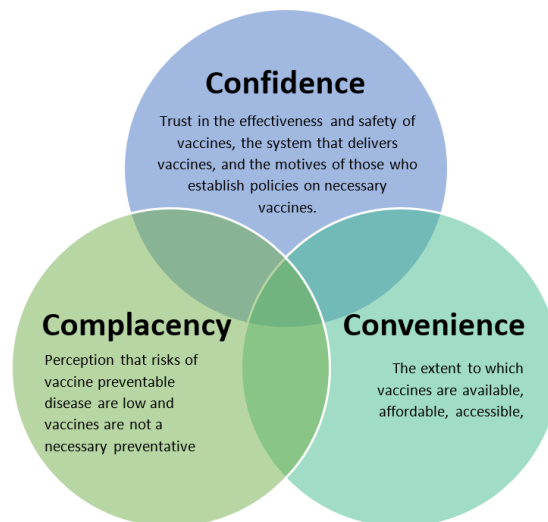 Confidence
Trust in the effectiveness and safety of
vaccines, the system that delivers
vaccines, and the motives of those who
establish policies on necessary
vaccines.
Complacency
Perception that risks of
vaccine preventable
disease are low and
vaccines are not a
necessary preventative
Convenience
The extent to which
vaccines are available,
affordable, accessible,